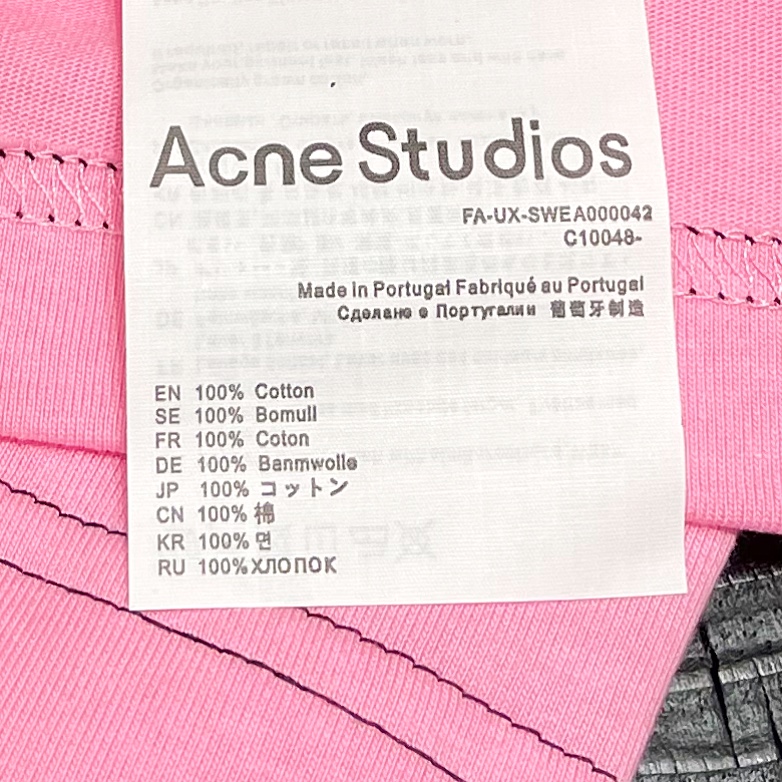 Acne Studios
FA-UX-SWEA000042
C10048-
Made in Portugal Fabriqué au Portugal
Сделано в Португалии 葡萄牙制造
EN 100% Cotton
SE 100% Bomull
FR 100% Coton
DE 100% Banmwolle
JP 100% コットン
CN 100% 棉
KR 100% 면
RU 100% ХЛОПОК